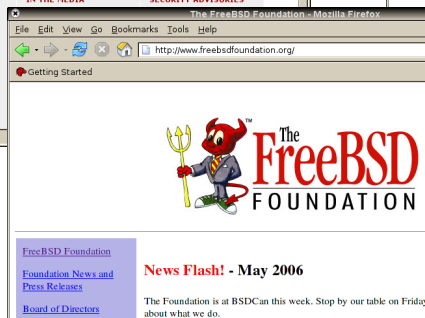 IN THE MEDIA SECURITY ADVISORIES
The FreeBSD Foundation - Mozilla Firefox
File Edit View Go Bookmarks Tools Help
http://www.freebsdfoundation.org/
Getting Started
The
FreeBSD
FOUNDATION
TM
FreeBSD Foundation
Foundation News and
Press Releases
Board of Directors
News Flash! - May 2006
The Foundation is at BSDCan this week. Stop by our table on Friday
about what we do.